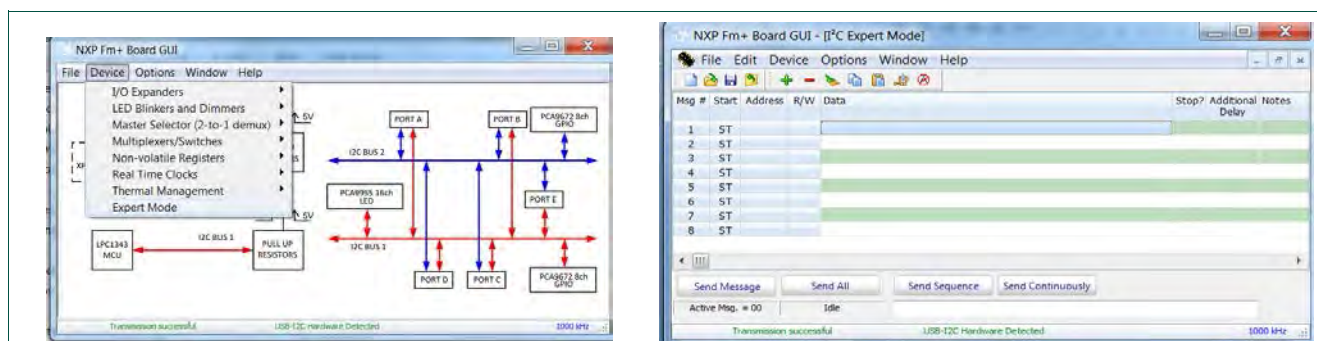 NXP Fm+ Board GUI
File Device Options Window Help
I/O Expanders
LED Blinkers and Dimmers
Master Selector (2-to-1 demux)
Multiplexers/Switches
Non-volatile Registers
Real Time Clocks
Thermal Management
Expert Mode
5V
5V
I2C BUS 1
LPC1343
MCU
PULL UP
RESISTORS
PORT A
PORT B
PCA9672 8ch
GPIO
I2C BUS 2
PCA9955 16ch
LED
PORT E
I2C BUS 1
PORT D
PORT C
PCA9672 8ch
GPIO
Transmission successful USB-I2C Hardware Detected 1000 kHz
NXP Fm+ Board GUI - [I²C Expert Mode]
File Edit Device Options Window Help
Msg # Start Address R/W Data Stop? Additional Notes
Delay
1 ST
2 ST
3 ST
4 ST
5 ST
6 ST
7 ST
8 ST
Send Message Send All Send Sequence Send Continuously
Active Msg. = 00 Idle
Transmission successful USB-I2C Hardware Detected 1000 kHz